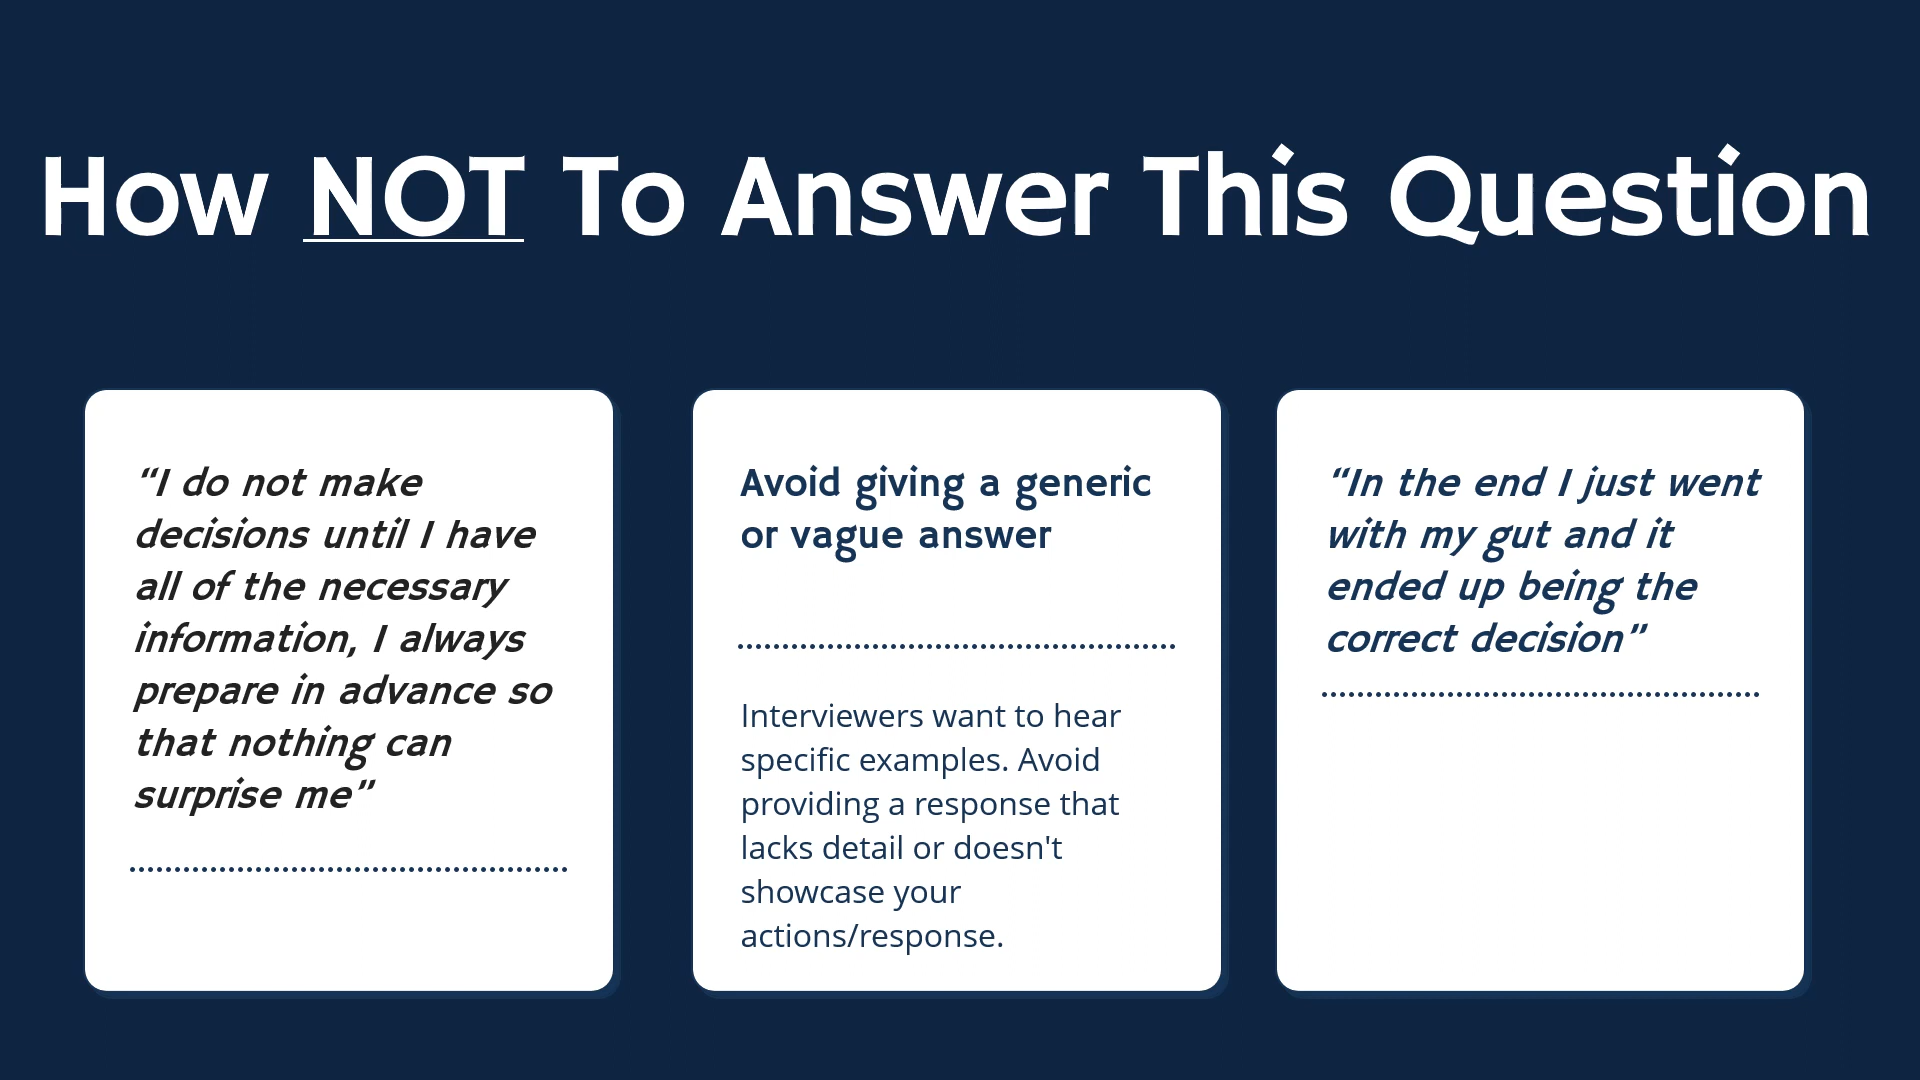 How NOT To Answer This Question
“I do not make
decisions until I have
all of the necessary
information, I always
prepare in advance so
that nothing can
surprise me”
Avoid giving a generic
or vague answer
Interviewers want to hear
specific examples. Avoid
providing a response that
lacks detail or doesn't
showcase your
actions/response.
“In the end I just went
with my gut and it
ended up being the
correct decision”